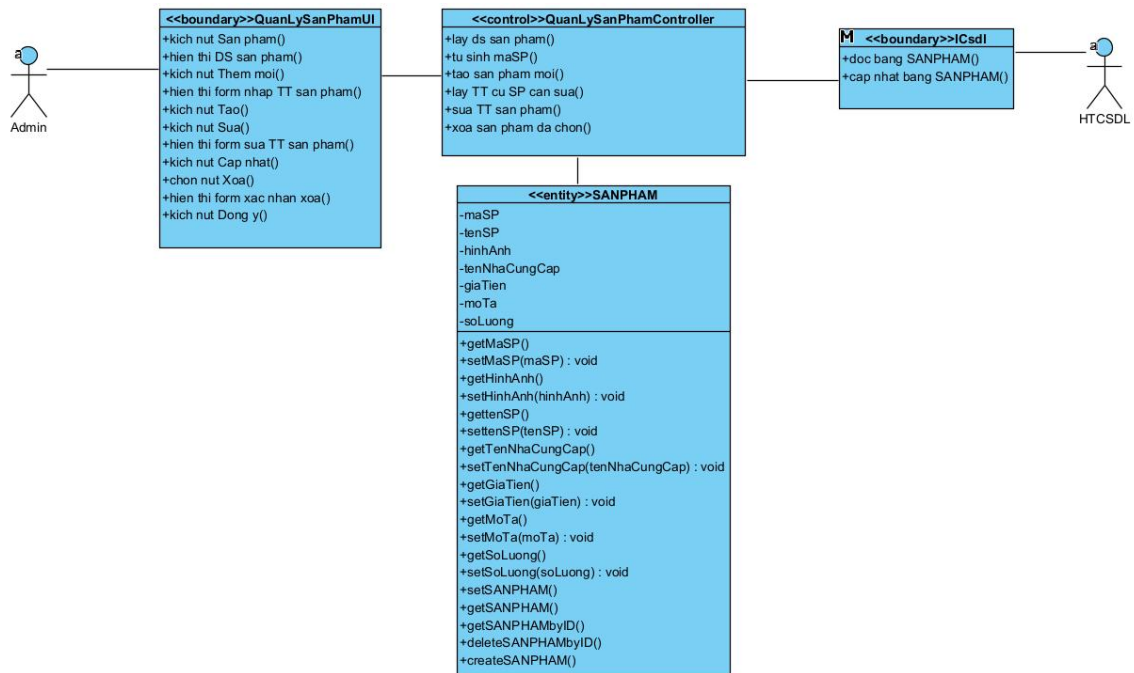 a
Admin
<<boundary>>QuanLySanPhamUI
+kich nut San pham()
+hien thi DS san pham()
+kich nut Them moi()
+hien thi form nhap TT san pham()
+kich nut Tao()
+kich nut Sua()
+hien thi form sua TT san pham()
+kich nut Cap nhat()
+chon nut Xoa()
+hien thi form xac nhan xoa()
+kich nut Dong y()
<<control>>QuanLySanPhamController
+lay ds san pham()
+tu sinh maSP()
+tao san pham moi()
+lay TT cu SP can sua()
+sua TT san pham()
+xoa san pham da chon()
M <<boundary>>ICsdl
+doc bang SANPHAM()
+cap nhat bang SANPHAM()
a
HTCSDL
<<entity>>SANPHAM
-maSP
-tenSP
-hinhAnh
-tenNhaCungCap
-giaTien
-moTa
-soLuong
+getMaSP()
+setMaSP(maSP) : void
+getHinhAnh()
+setHinhAnh(hinhAnh) : void
+gettenSP()
+settenSP(tenSP) : void
+getTenNhaCungCap()
+setTenNhaCungCap(tenNhaCungCap) : void
+getGiaTien()
+setGiaTien(giaTien) : void
+getMoTa()
+setMoTa(moTa) : void
+getSoLuong()
+setSoLuong(soLuong) : void
+setSANPHAM()
+getSANPHAM()
+getSANPHAMbyID()
+deleteSANPHAMbyID()
+createSANPHAM()